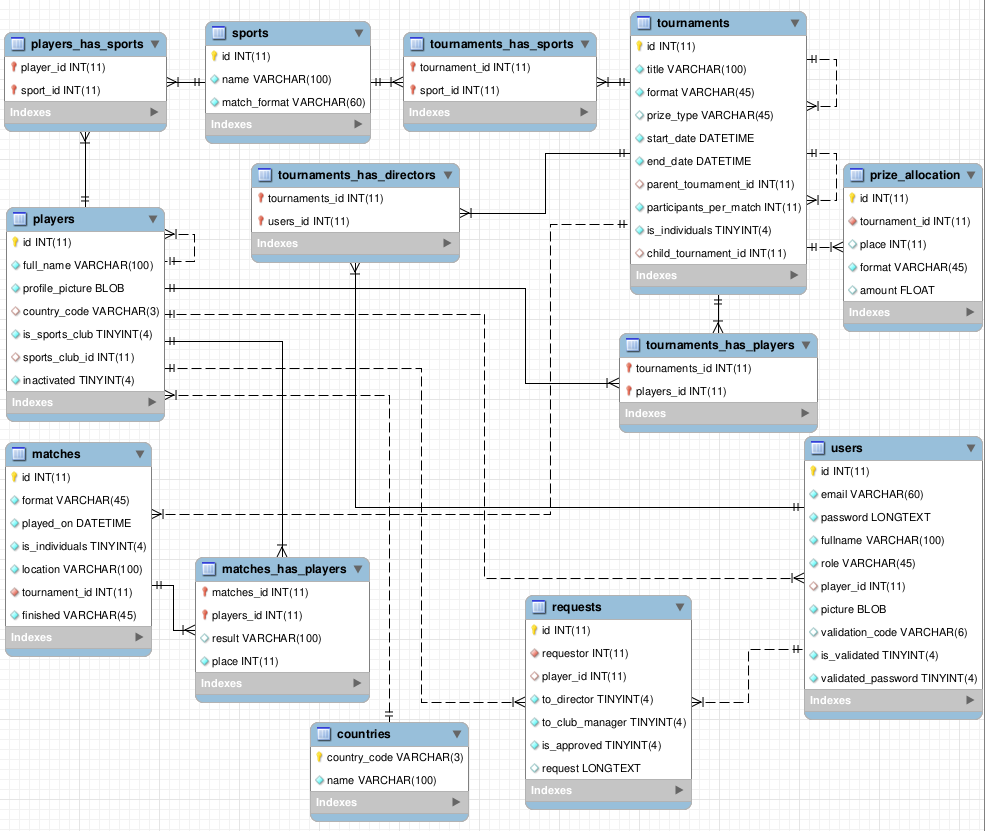 players_has_sports
player_id INT(11)
sport_id INT(11)
Indexes
sports
id INT(11)
name VARCHAR(100)
match_format VARCHAR(60)
Indexes
tournaments_has_sports
tournament_id INT(11)
sport_id INT(11)
Indexes
tournaments
id INT(11)
title VARCHAR(100)
format VARCHAR(45)
prize_type VARCHAR(45)
start_date DATETIME
end_date DATETIME
parent_tournament_id INT(11)
participants_per_match INT(11)
is_individuals TINYINT(4)
child_tournament_id INT(11)
Indexes
tournaments_has_directors
tournaments_id INT(11)
users_id INT(11)
Indexes
prize_allocation
id INT(11)
tournament_id INT(11)
place INT(11)
format VARCHAR(45)
amount FLOAT
Indexes
players
id INT(11)
full_name VARCHAR(100)
profile_picture BLOB
country_code VARCHAR(3)
is_sports_club TINYINT(4)
sports_club_id INT(11)
inactivated TINYINT(4)
Indexes
tournaments_has_players
tournaments_id INT(11)
players_id INT(11)
Indexes
matches
id INT(11)
format VARCHAR(45)
played_on DATETIME
is_individuals TINYINT(4)
location VARCHAR(100)
tournament_id INT(11)
finished VARCHAR(45)
Indexes
users
id INT(11)
email VARCHAR(60)
password LONGTEXT
fullname VARCHAR(100)
role VARCHAR(45)
player_id INT(11)
picture BLOB
validation_code VARCHAR(6)
is_validated TINYINT(4)
validated_password TINYINT(4)
Indexes
matches_has_players
matches_id INT(11)
players_id INT(11)
result VARCHAR(100)
place INT(11)
Indexes
requests
id INT(11)
requestor INT(11)
player_id INT(11)
to_director TINYINT(4)
to_club_manager TINYINT(4)
is_approved TINYINT(4)
request LONGTEXT
Indexes
countries
country_code VARCHAR(3)
name VARCHAR(100)
Indexes